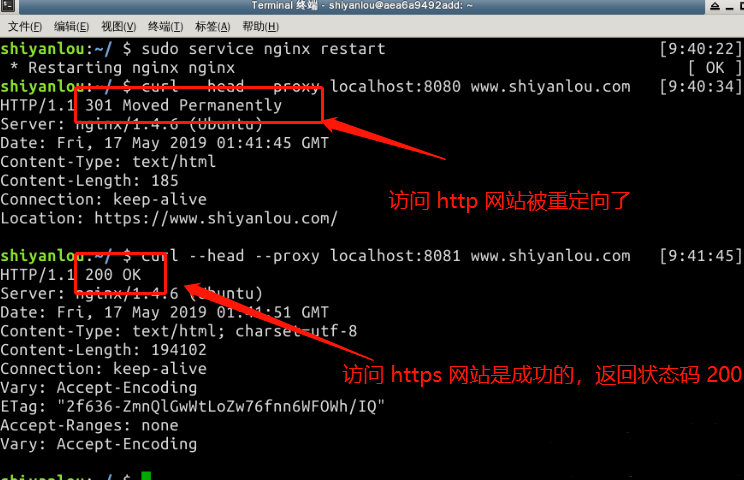 Terminal 终端 - shiyanlou@aea6a9492add: ~
文件(F) 编辑(E) 视图(V) 终端(T) 标签(A) 帮助(H)
shiyanlou:~/ $ sudo service nginx restart [9:40:22]
* Restarting nginx nginx [ OK ]
shiyanlou:~/ $ curl --head --proxy localhost:8080 www.shiyanlou.com [9:40:34]
HTTP/1.1 301 Moved Permanently
Server: nginx/1.4.6 (Ubuntu)
Date: Fri, 17 May 2019 01:41:45 GMT
Content-Type: text/html
Content-Length: 185
Connection: keep-alive
Location: https://www.shiyanlou.com/
访问 http 网站被重定向了
shiyanlou:~/ $ curl --head --proxy localhost:8081 www.shiyanlou.com [9:41:45]
HTTP/1.1 200 OK
Server: nginx/1.4.6 (Ubuntu)
Date: Fri, 17 May 2019 01:41:51 GMT
Content-Type: text/html; charset=utf-8
Content-Length: 194102
Connection: keep-alive
访问 https 网站是成功的，返回状态码 200
Vary: Accept-Encoding
ETag: "2f636-ZmnQlGwWtLoZw76fnn6WFOWh/IQ"
Accept-Ranges: none
Vary: Accept-Encoding
shiyanlou:~/ $